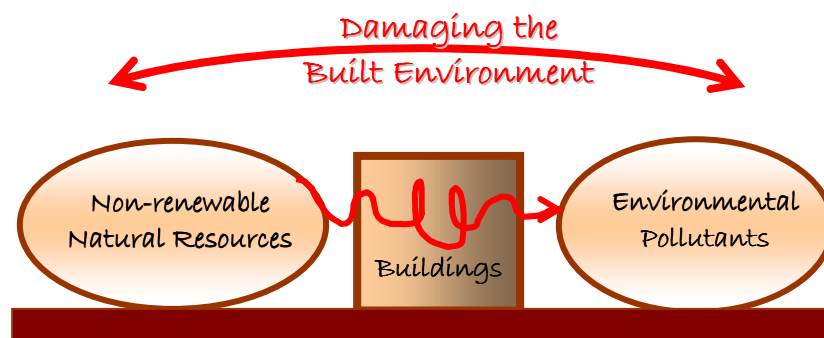 Damaging the
Built Environment
Non-renewable
Natural Resources
Buildings
Environmental
Pollutants